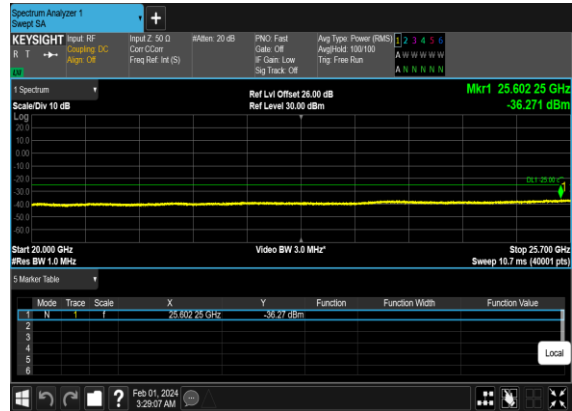 Spectrum Analyzer 1
Swept SA
+
KEYSIGHT Input: RF Input Z: 50 Ω #Atten: 20 dB PNO: Fast Avg Type: Power (RMS) 1 2 3 4 5 6
R T Coupling: DC Corr CCorr Gate: Off Avg|Hold: 100/100 A W W W W W
Align: Off Freq Ref: Int (S) IF Gain: Low Trig: Free Run
Sig Track: Off A N N N N N
1 Spectrum Ref Lvl Offset 26.00 dB Mkr1 25.602 25 GHz
Scale/Div 10 dB Ref Level 30.00 dBm -36.271 dBm
Log
20.0
10.0
0.00
-10.0
-20.0
-30.0
-40.0
-50.0
-60.0
1
Start 20.000 GHz Video BW 3.0 MHz* Stop 25.700 GHz
#Res BW 1.0 MHz Sweep 10.7 ms (40001 pts)
5 Marker Table
Mode Trace Scale X Y Function Function Width Function Value
1 N 1 f 25.602 25 GHz -36.27 dBm
2
3
4
5
6
Local
? Feb 01, 2024
3:29:07 AM